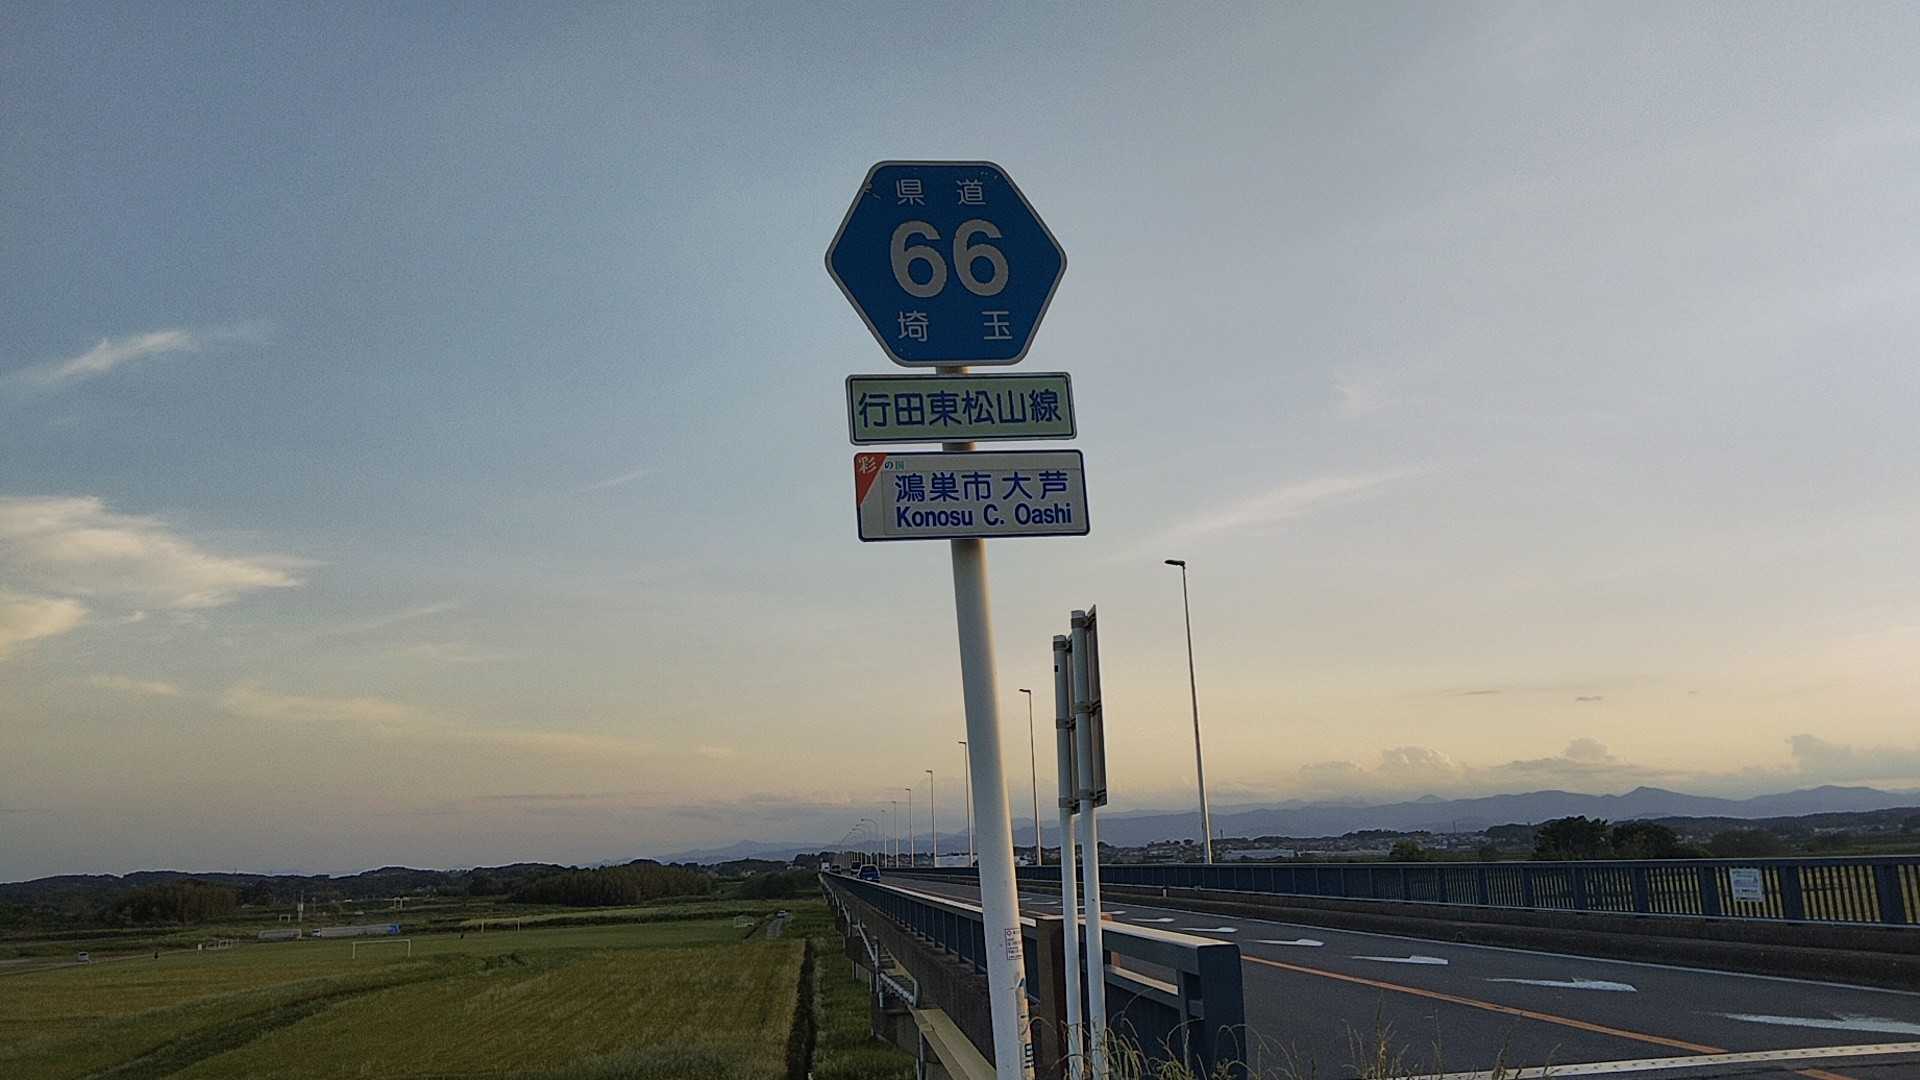 県道
66
埼玉
行田東松山線
彩の国
鴻巣市 大芦
Konosu C. Oashi